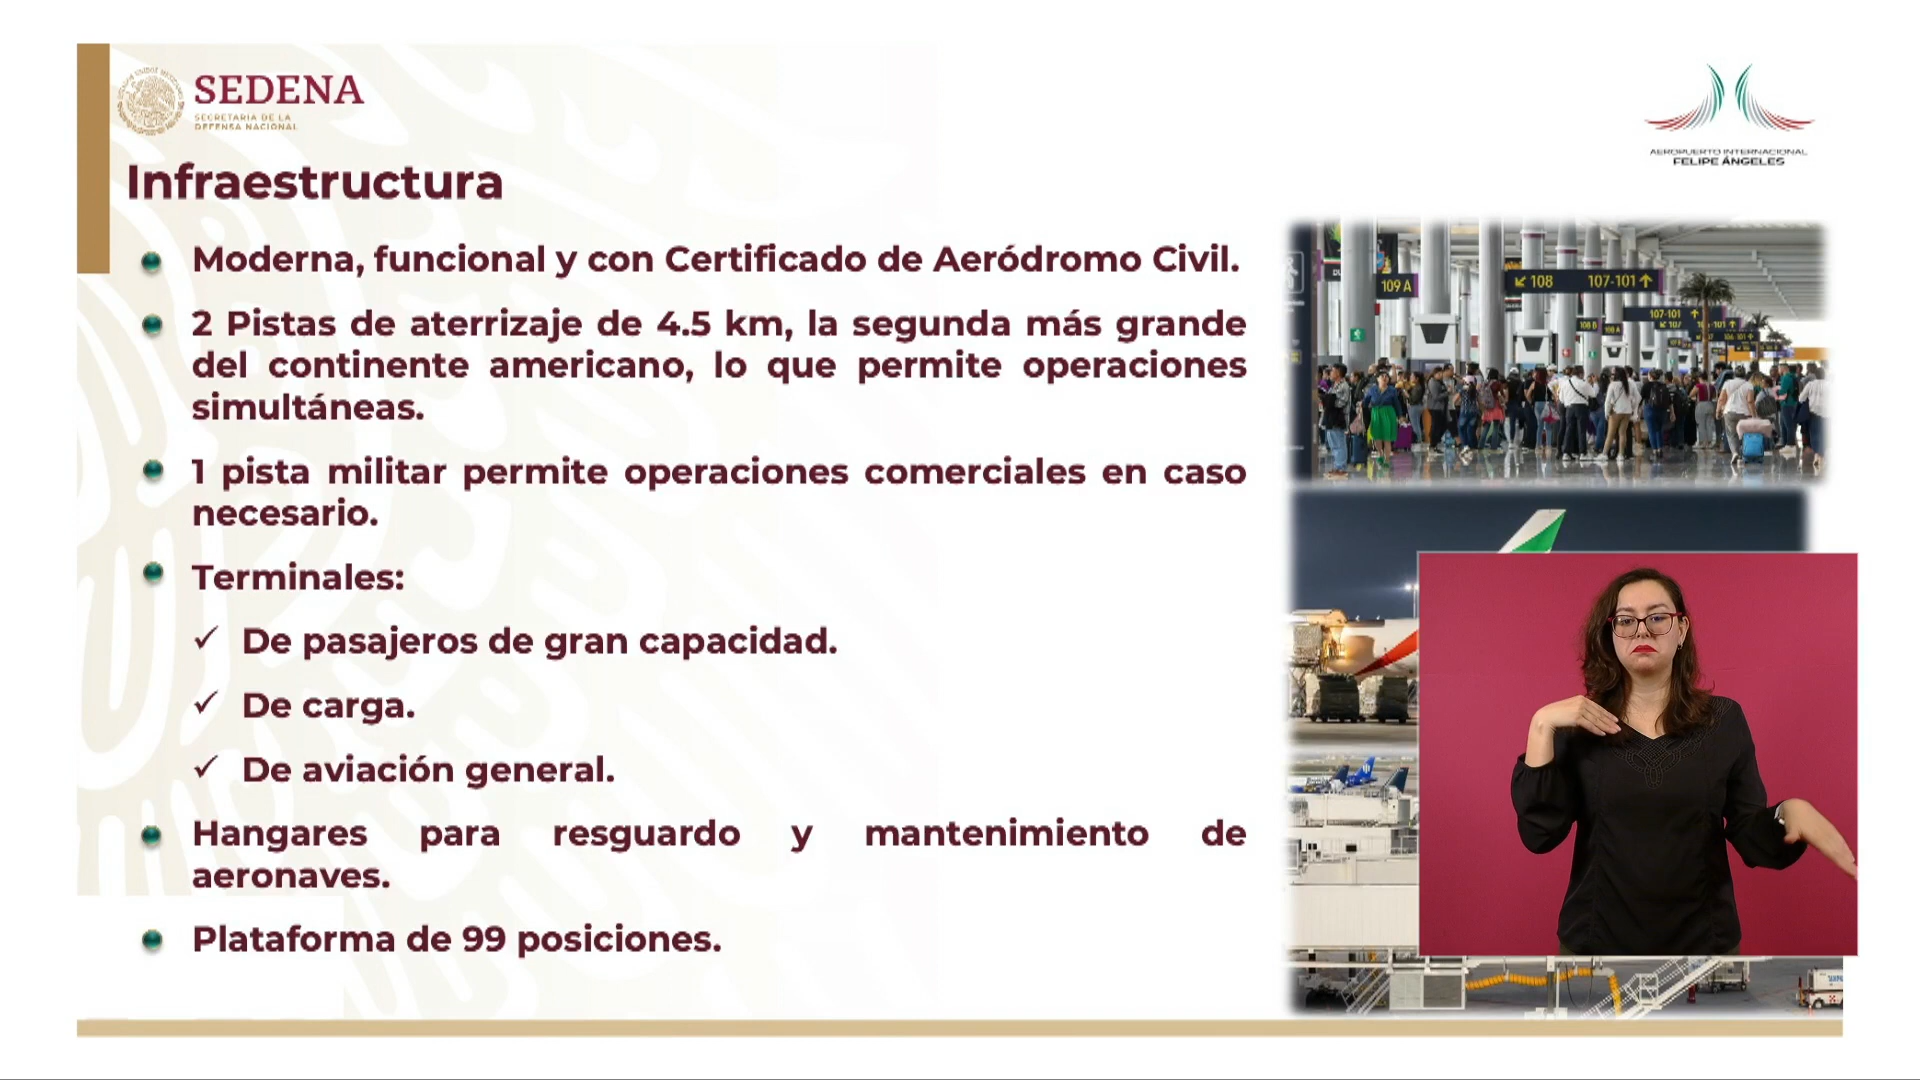 SEDENA
SECRETARÍA DE LA
DEFENSA NACIONAL
AEROPUERTO INTERNACIONAL
FELIPE ÁNGELES
Infraestructura
Moderna, funcional y con Certificado de Aeródromo Civil.
2 Pistas de aterrizaje de 4.5 km, la segunda más grande
del continente americano, lo que permite operaciones
simultáneas.
1 pista militar permite operaciones comerciales en caso
necesario.
Terminales:
De pasajeros de gran capacidad.
De carga.
De aviación general.
Hangares para resguardo y mantenimiento de
aeronaves.
Plataforma de 99 posiciones.
109 A
108 107-101
107-101
107